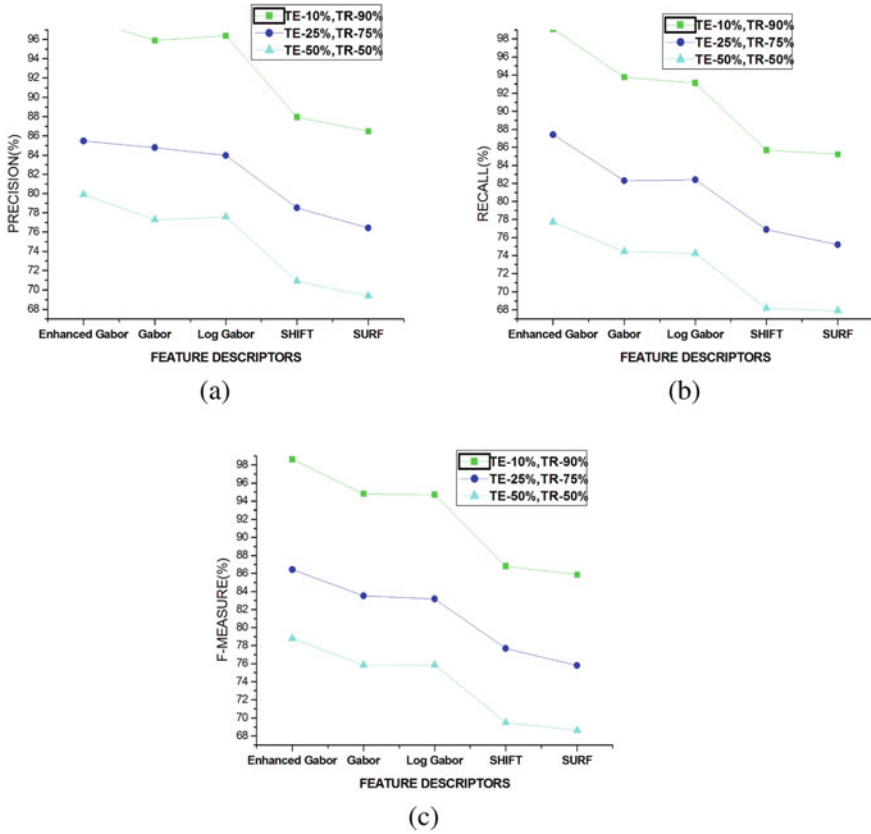 TE-10%,TR-90%
TE-25%,TR-75%
TE-50%,TR-50%
PRECISION(%)
96
94
92
90
88
86
84
82
80
78
76
74
72
70
68
Enhanced Gabor Gabor Log Gabor SHIFT SURF
FEATURE DESCRIPTORS
(a)
TE-10%,TR-90%
TE-25%,TR-75%
TE-50%,TR-50%
RECALL(%)
98
96
94
92
90
88
86
84
82
80
78
76
74
72
70
68
Enhanced Gabor Gabor Log Gabor SHIFT SURF
FEATURE DESCRIPTORS
(b)
TE-10%,TR-90%
TE-25%,TR-75%
TE-50%,TR-50%
F-MEASURE(%)
98
96
94
92
90
88
86
84
82
80
78
76
74
72
70
68
Enhanced Gabor Gabor Log Gabor SHIFT SURF
FEATURE DESCRIPTORS
(c)